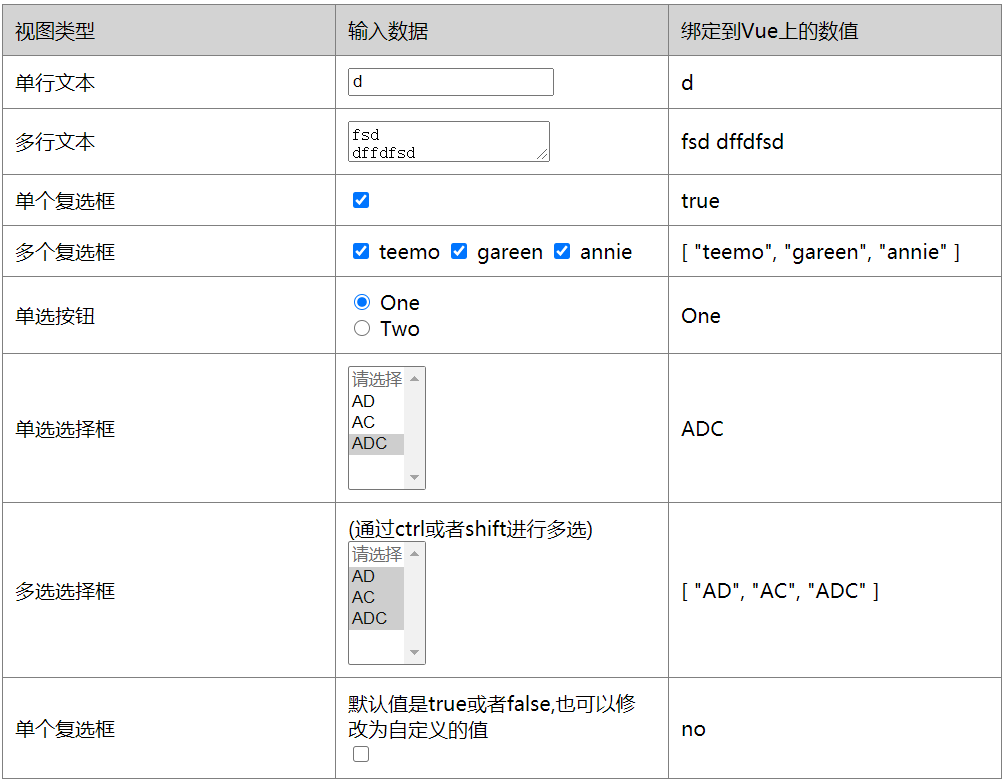 视图类型 输入数据 绑定到Vue上的数值
单行文本 d d
多行文本 fsd
dffdfsd fsd dffdfsd
单个复选框 true
多个复选框 teemo gareen annie [ "teemo", "gareen", "annie" ]
单选按钮 One
Two One
单选选择框 请选择
AD
AC
ADC ADC
多选选择框 (通过ctrl或者shift进行多选)
请选择
AD
AC
ADC [ "AD", "AC", "ADC" ]
单个复选框 默认值是true或者false,也可以修
改为自定义的值 no